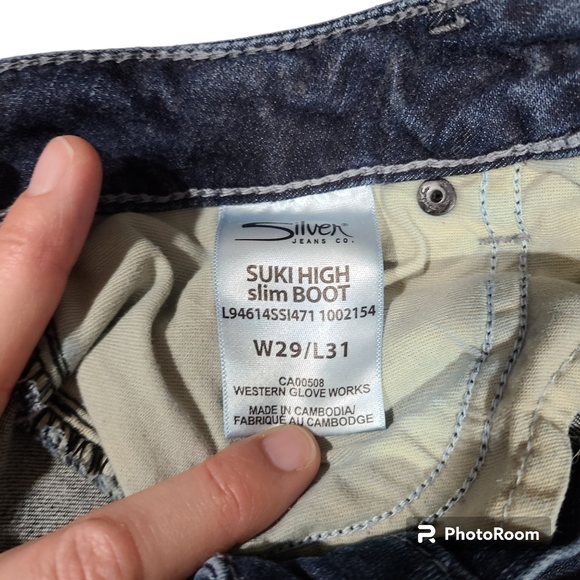 Silver
JEANS CO.
SUKI HIGH
slim BOOT
L94614SSI471 1002154
W29/L31
CA00508
WESTERN GLOVE WORKS
MADE IN CAMBODIA/
FABRIQUÉ AU CAMBODGE
PhotoRoom